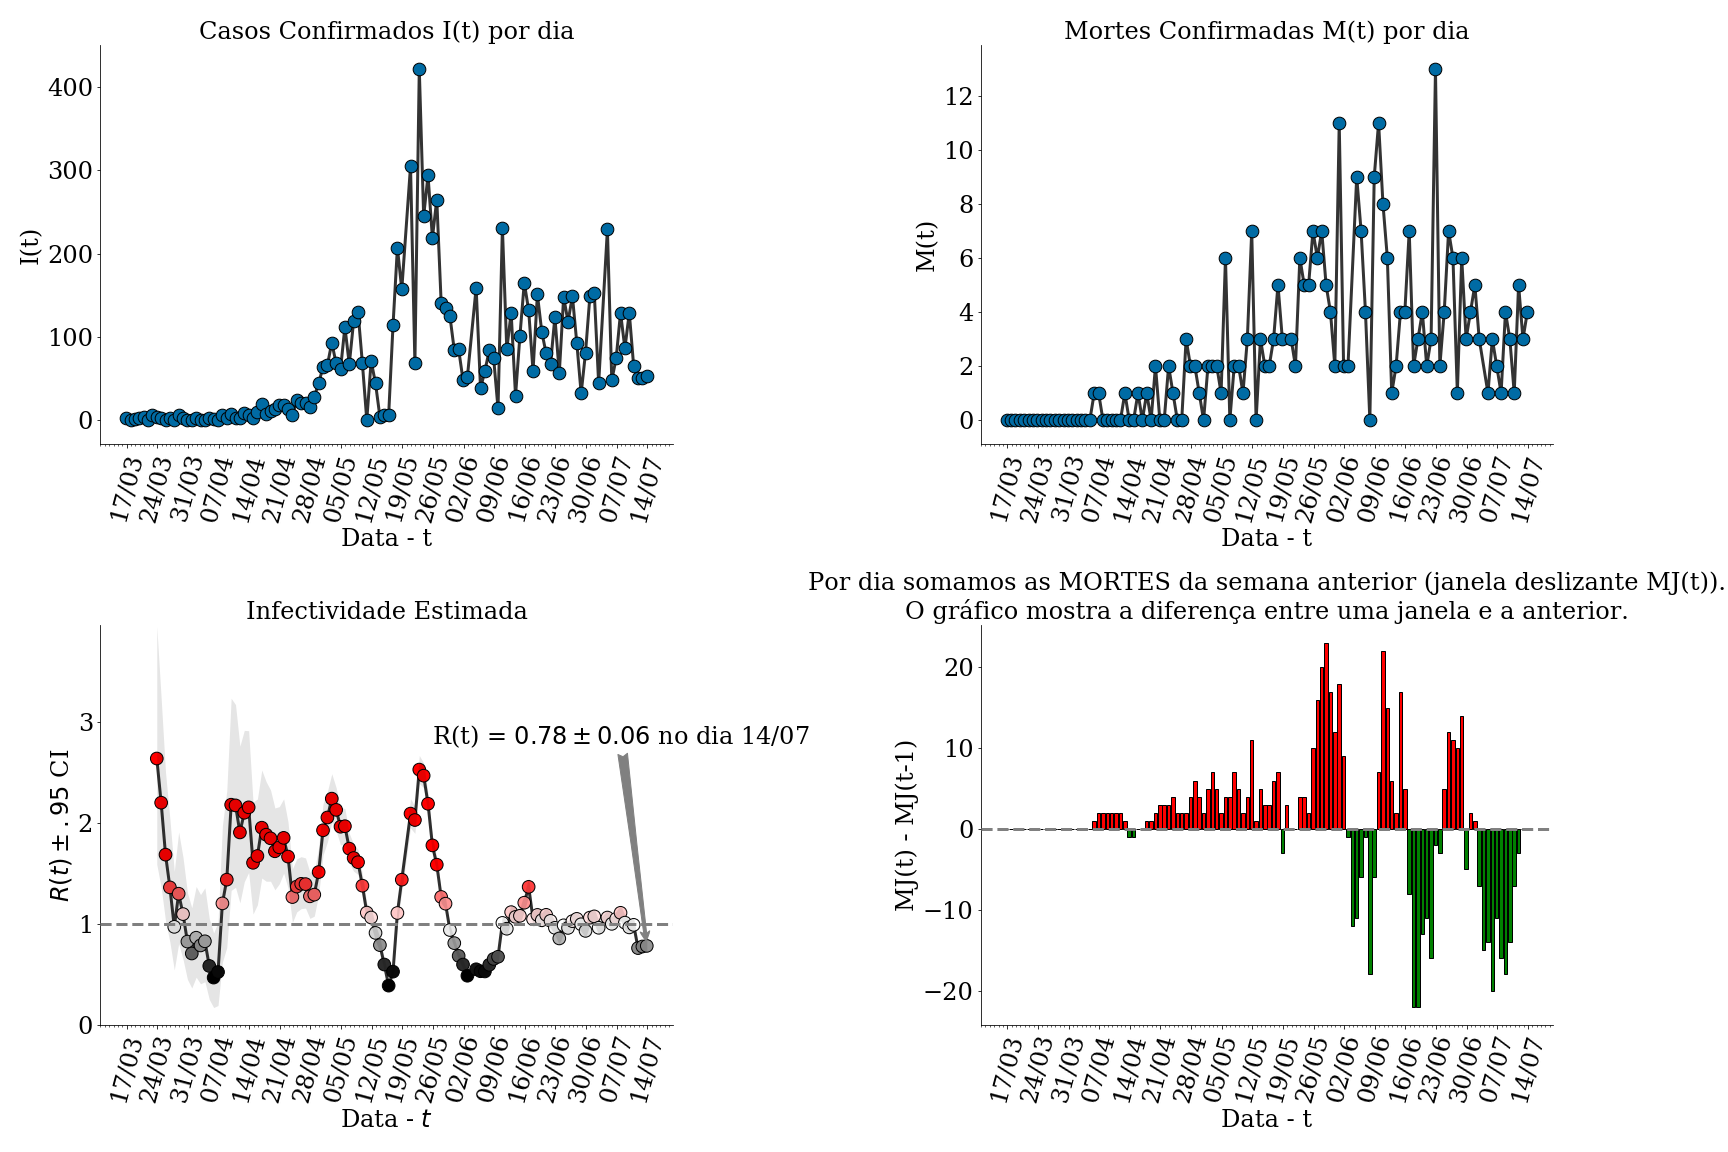 Casos Confirmados I(t) por dia
I(t)
400
300
200
100
0
17/03 24/03 31/03 07/04 14/04 21/04 28/04 05/05 12/05 19/05 26/05 02/06 09/06 16/06 23/06 30/06 07/07 14/07
Data - t
Mortes Confirmadas M(t) por dia
M(t)
12
10
8
6
4
2
0
17/03 24/03 31/03 07/04 14/04 21/04 28/04 05/05 12/05 19/05 26/05 02/06 09/06 16/06 23/06 30/06 07/07 14/07
Data - t
Infectividade Estimada
R(t) ± .95 CI
3
2
1
0
R(t) = 0.78 ± 0.06 no dia 14/07
17/03 24/03 31/03 07/04 14/04 21/04 28/04 05/05 12/05 19/05 26/05 02/06 09/06 16/06 23/06 30/06 07/07 14/07
Data - t
Por dia somamos as MORTES da semana anterior (janela deslizante MJ(t)).
O gráfico mostra a diferença entre uma janela e a anterior.
MJ(t) - MJ(t-1)
20
10
0
−10
−20
17/03 24/03 31/03 07/04 14/04 21/04 28/04 05/05 12/05 19/05 26/05 02/06 09/06 16/06 23/06 30/06 07/07 14/07
Data - t